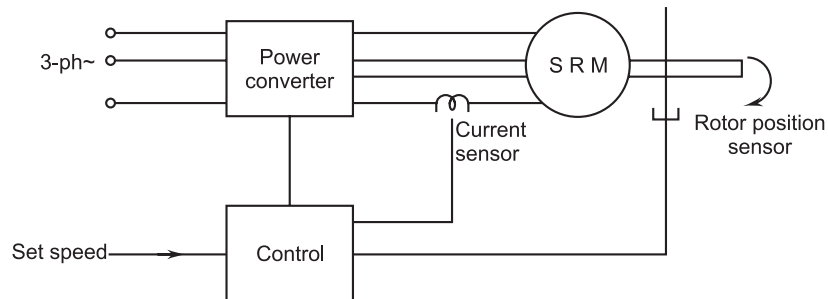 3-ph~
Power
converter
S R M
Current
sensor
Rotor position
sensor
Set speed
Control